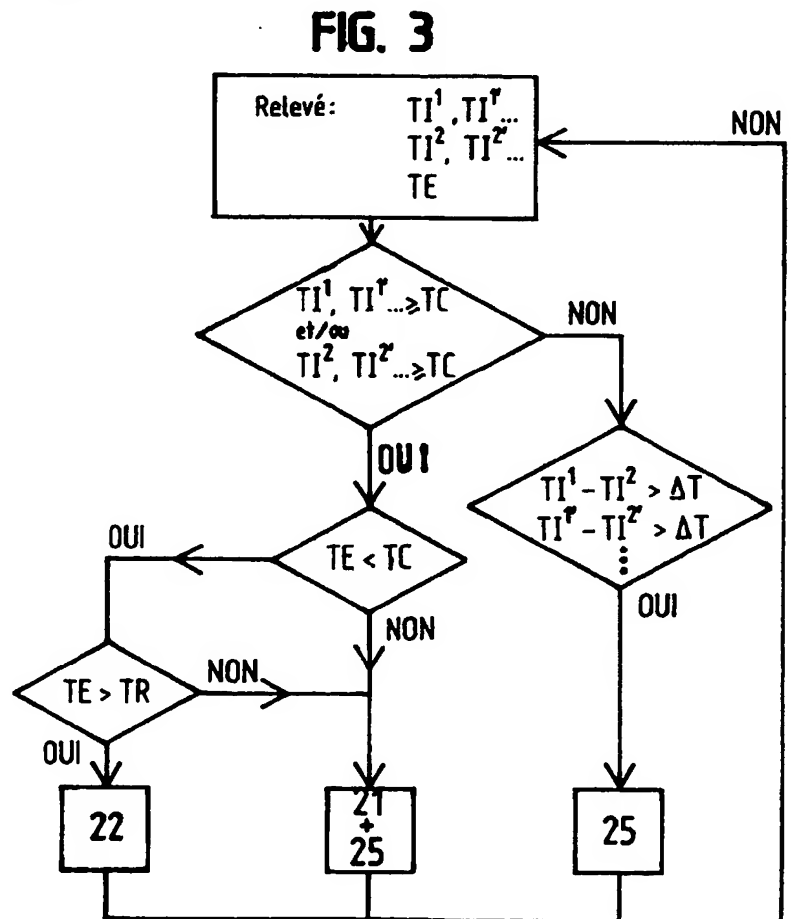 FIG. 3
Relevé: TI¹, TI¹'...
TI², TI²'...
TE
NON
TI¹, TI¹'...≥TC
et/ou
TI², TI²'...≥TC
NON
OUI
TI¹ – TI² > ΔT
TI¹' – TI²' > ΔT
OUI
OUI
TE < TC
NON
TE > TR
NON
OUI
22
21
+
25
25